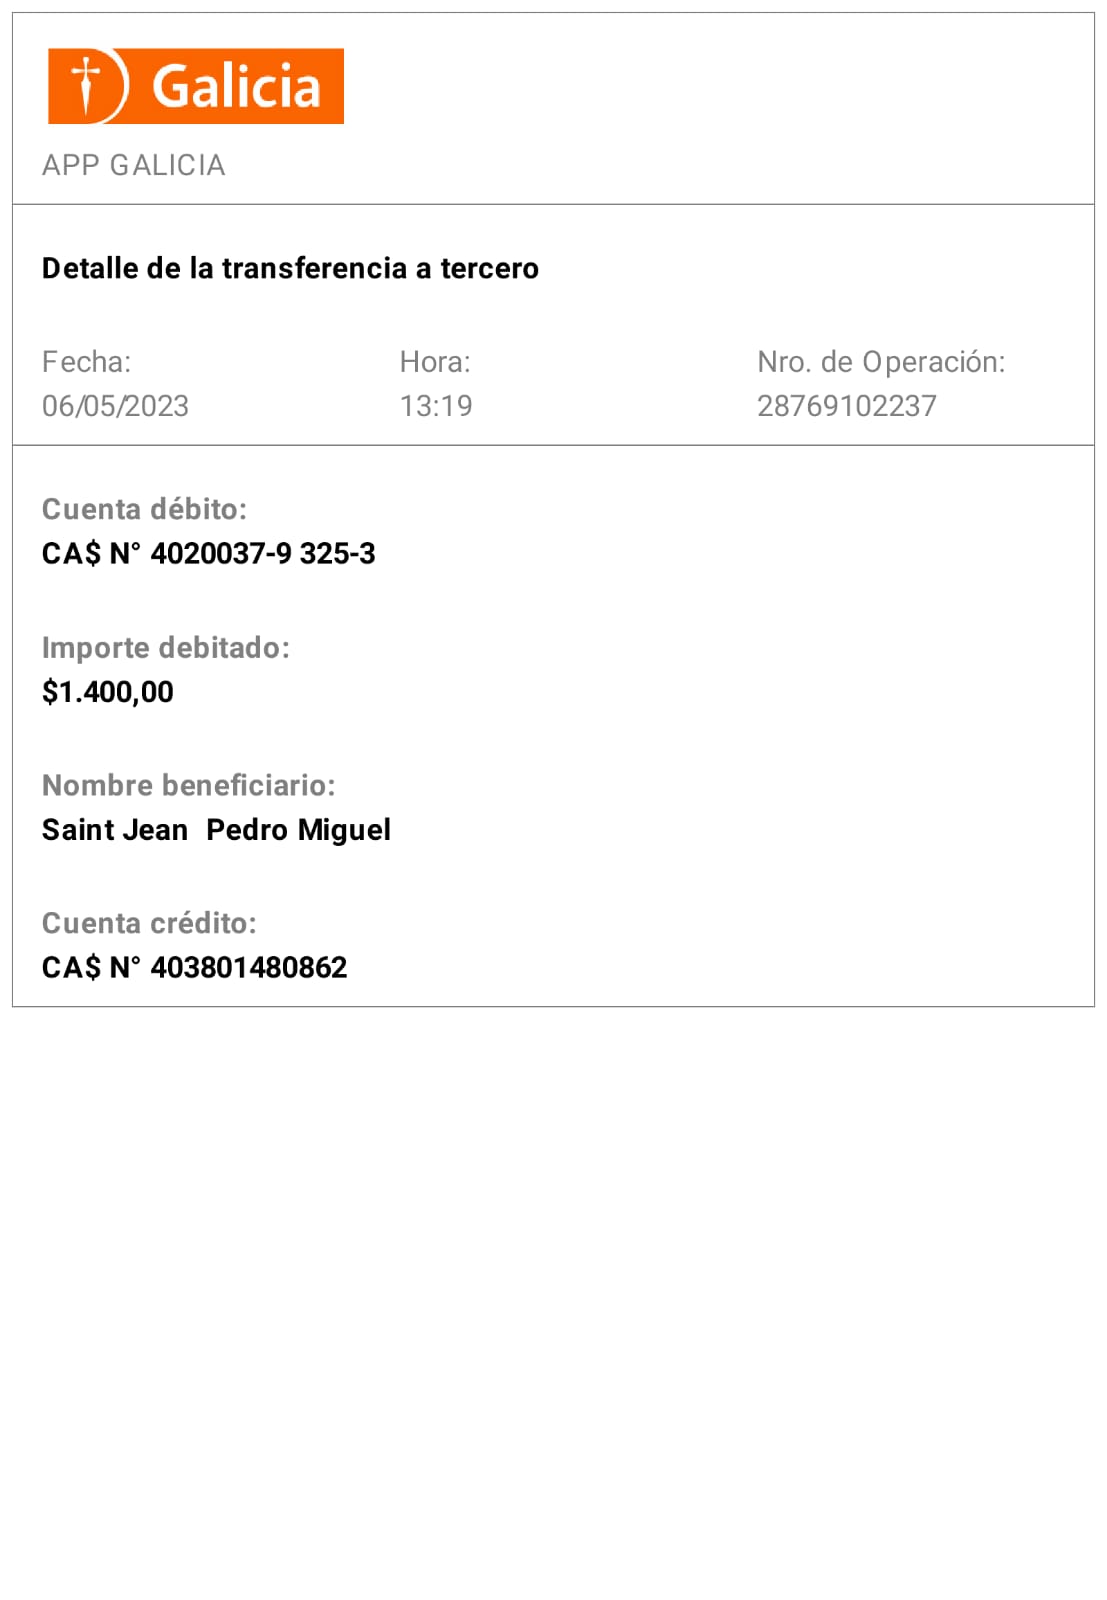 Galicia
APP GALICIA
Detalle de la transferencia a tercero
Fecha: Hora: Nro. de Operación:
06/05/2023 13:19 28769102237
Cuenta débito:
CA$ N° 4020037-9 325-3
Importe debitado:
$1.400,00
Nombre beneficiario:
Saint Jean  Pedro Miguel
Cuenta crédito:
CA$ N° 403801480862